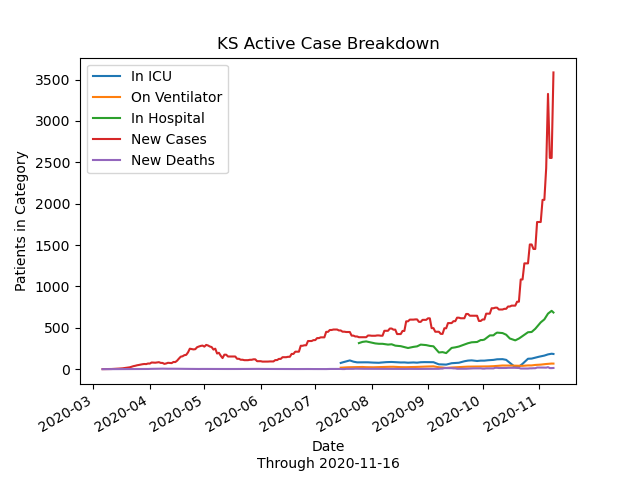 KS Active Case Breakdown
In ICU
On Ventilator
In Hospital
New Cases
New Deaths
3500
3000
2500
2000
1500
1000
500
0
Patients in Category
2020-03
2020-04
2020-05
2020-06
2020-07
2020-08
2020-09
2020-10
2020-11
Date
Through 2020-11-16